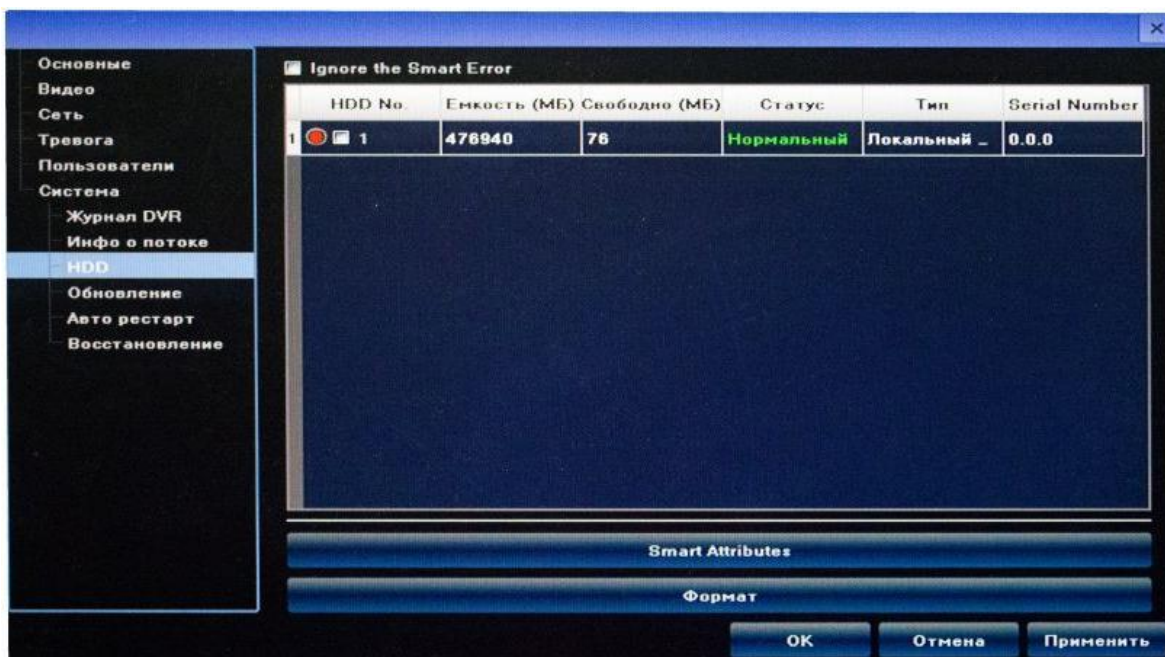 Основные
Видео
Сеть
Тревога
Пользователи
Система
Журнал DVR
Инфо о потоке
HDD
Обновление
Авто рестарт
Восстановление
Ignore the Smart Error
HDD No. Емкость (МБ) Свободно (МБ) Статус Тип Serial Number
1 1 476940 76 Нормальный Локальный _ 0.0.0
Smart Attributes
Формат
OK Отмена Применить